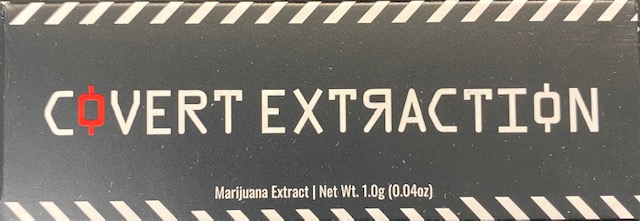 COVERT EXTRACTION
Marijuana Extract | Net Wt. 1.0g (0.04oz)